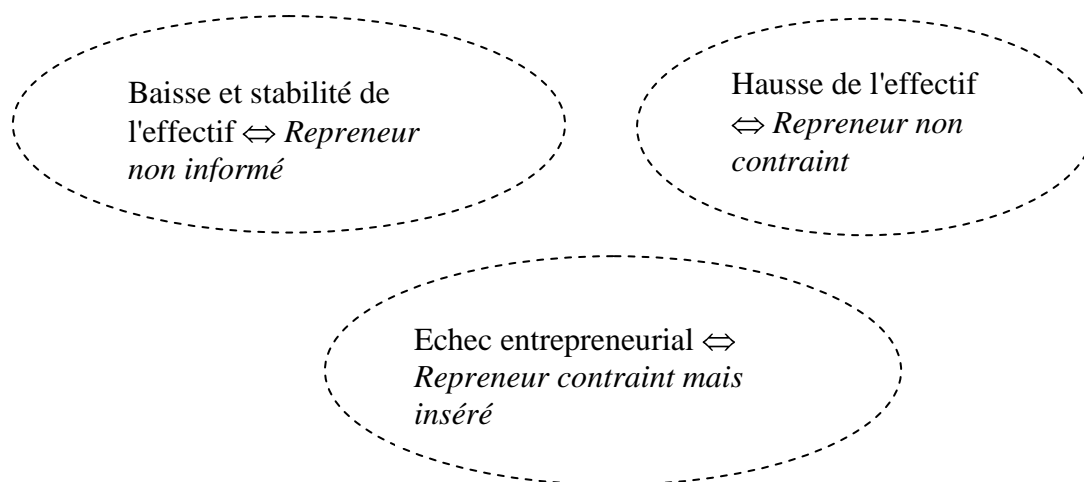 Baisse et stabilité de
l'effectif ⇔ Repreneur
non informé
Hausse de l'effectif
⇔ Repreneur non
contraint
Echec entrepreneurial ⇔
Repreneur contraint mais
inséré